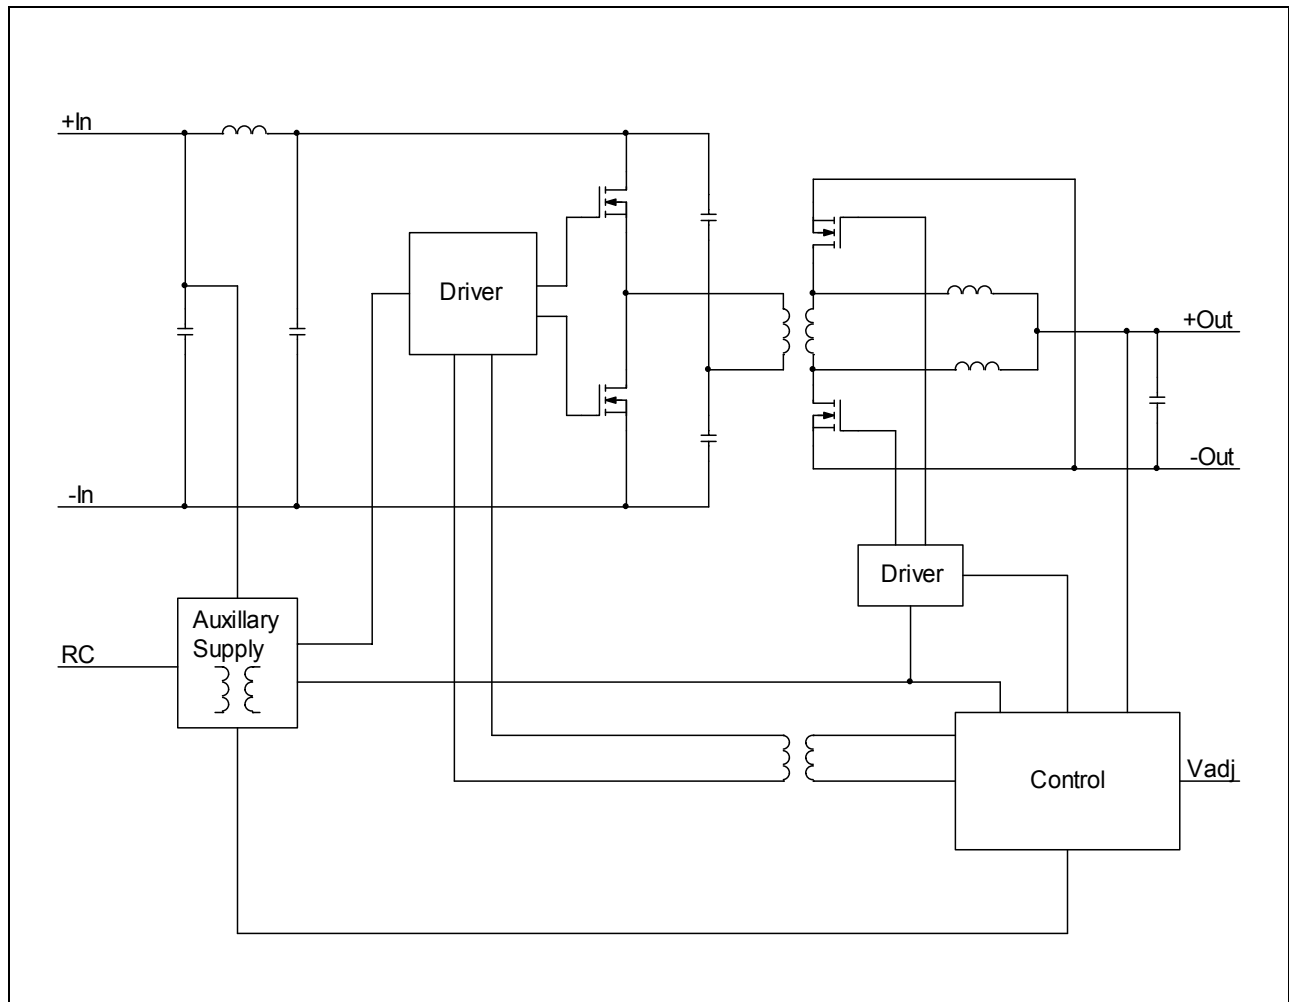 +In
Driver
+Out
-Out
-In
Driver
Auxillary
Supply
RC
Control
Vadj